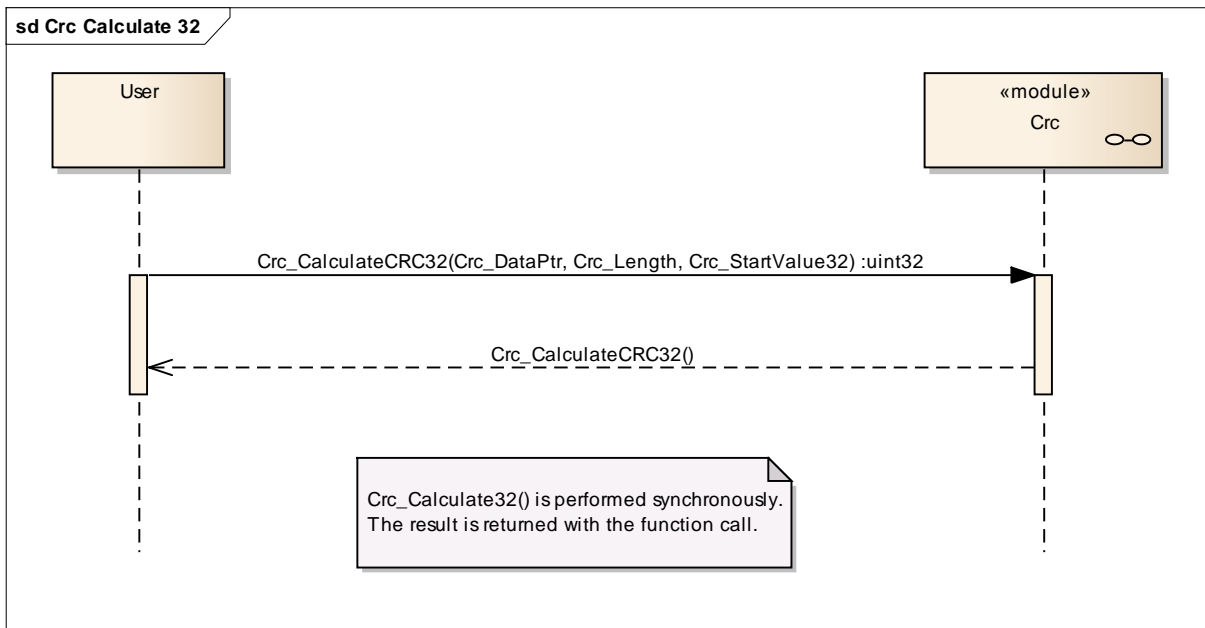 sd Crc Calculate 32
User
«module»
Crc
Crc_CalculateCRC32(Crc_DataPtr, Crc_Length, Crc_StartValue32) :uint32
Crc_CalculateCRC32()
Crc_Calculate32() is performed synchronously.
The result is returned with the function call.